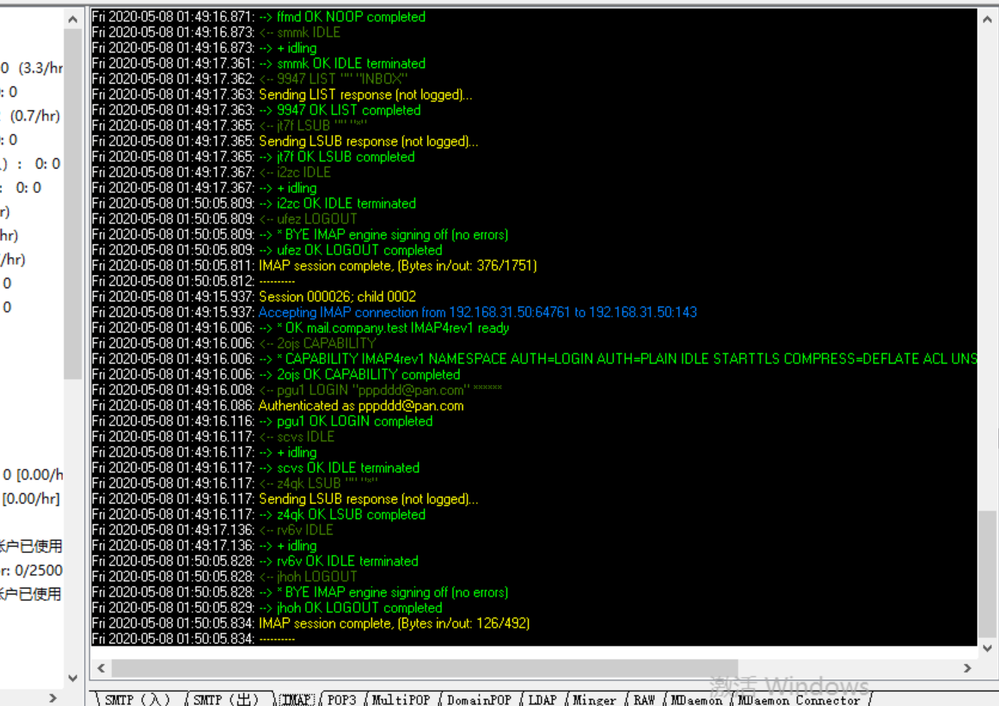 0  (3.3/hr
: 0
(0.7/hr)
: 0
) :  0: 0
:  0: 0
r)
hr)
/hr)
0
0
0 [0.00/h
[0.00/hr]
户已使用
r: 0/2500
户已使用
Fri 2020-05-08 01:49:16.871: --> ffmd OK NOOP completed
Fri 2020-05-08 01:49:16.873: <-- smmk IDLE
Fri 2020-05-08 01:49:16.873: --> + idling
Fri 2020-05-08 01:49:17.361: --> smmk OK IDLE terminated
Fri 2020-05-08 01:49:17.362: <-- 9947 LIST "" "INBOX"
Fri 2020-05-08 01:49:17.363: Sending LIST response (not logged)...
Fri 2020-05-08 01:49:17.363: --> 9947 OK LIST completed
Fri 2020-05-08 01:49:17.365: <-- jt7f LSUB "" "*"
Fri 2020-05-08 01:49:17.365: Sending LSUB response (not logged)...
Fri 2020-05-08 01:49:17.365: --> jt7f OK LSUB completed
Fri 2020-05-08 01:49:17.367: <-- i2zc IDLE
Fri 2020-05-08 01:49:17.367: --> + idling
Fri 2020-05-08 01:50:05.809: --> i2zc OK IDLE terminated
Fri 2020-05-08 01:50:05.809: <-- ufez LOGOUT
Fri 2020-05-08 01:50:05.809: --> * BYE IMAP engine signing off (no errors)
Fri 2020-05-08 01:50:05.809: --> ufez OK LOGOUT completed
Fri 2020-05-08 01:50:05.811: IMAP session complete, (Bytes in/out: 376/1751)
Fri 2020-05-08 01:50:05.812: ----------
Fri 2020-05-08 01:49:15.937: Session 000026; child 0002
Fri 2020-05-08 01:49:15.937: Accepting IMAP connection from 192.168.31.50:64761 to 192.168.31.50:143
Fri 2020-05-08 01:49:16.006: --> * OK mail.company.test IMAP4rev1 ready
Fri 2020-05-08 01:49:16.006: <-- 2ojs CAPABILITY
Fri 2020-05-08 01:49:16.006: --> * CAPABILITY IMAP4rev1 NAMESPACE AUTH=LOGIN AUTH=PLAIN IDLE STARTTLS COMPRESS=DEFLATE ACL UNS
Fri 2020-05-08 01:49:16.006: --> 2ojs OK CAPABILITY completed
Fri 2020-05-08 01:49:16.008: <-- pgu1 LOGIN "pppddd@pan.com" ******
Fri 2020-05-08 01:49:16.086: Authenticated as pppddd@pan.com
Fri 2020-05-08 01:49:16.116: --> pgu1 OK LOGIN completed
Fri 2020-05-08 01:49:16.117: <-- scvs IDLE
Fri 2020-05-08 01:49:16.117: --> + idling
Fri 2020-05-08 01:49:16.117: --> scvs OK IDLE terminated
Fri 2020-05-08 01:49:16.117: <-- z4qk LSUB "" "*"
Fri 2020-05-08 01:49:16.117: Sending LSUB response (not logged)...
Fri 2020-05-08 01:49:16.117: --> z4qk OK LSUB completed
Fri 2020-05-08 01:49:17.136: <-- rv6v IDLE
Fri 2020-05-08 01:49:17.136: --> + idling
Fri 2020-05-08 01:50:05.828: --> rv6v OK IDLE terminated
Fri 2020-05-08 01:50:05.828: <-- jhoh LOGOUT
Fri 2020-05-08 01:50:05.828: --> * BYE IMAP engine signing off (no errors)
Fri 2020-05-08 01:50:05.829: --> jhoh OK LOGOUT completed
Fri 2020-05-08 01:50:05.834: IMAP session complete, (Bytes in/out: 126/492)
Fri 2020-05-08 01:50:05.834: ----------
激活 Windows
SMTP (入) SMTP (出) IMAP POP3 MultiPOP DomainPOP LDAP Minger RAW MDaemon MDaemon Connector